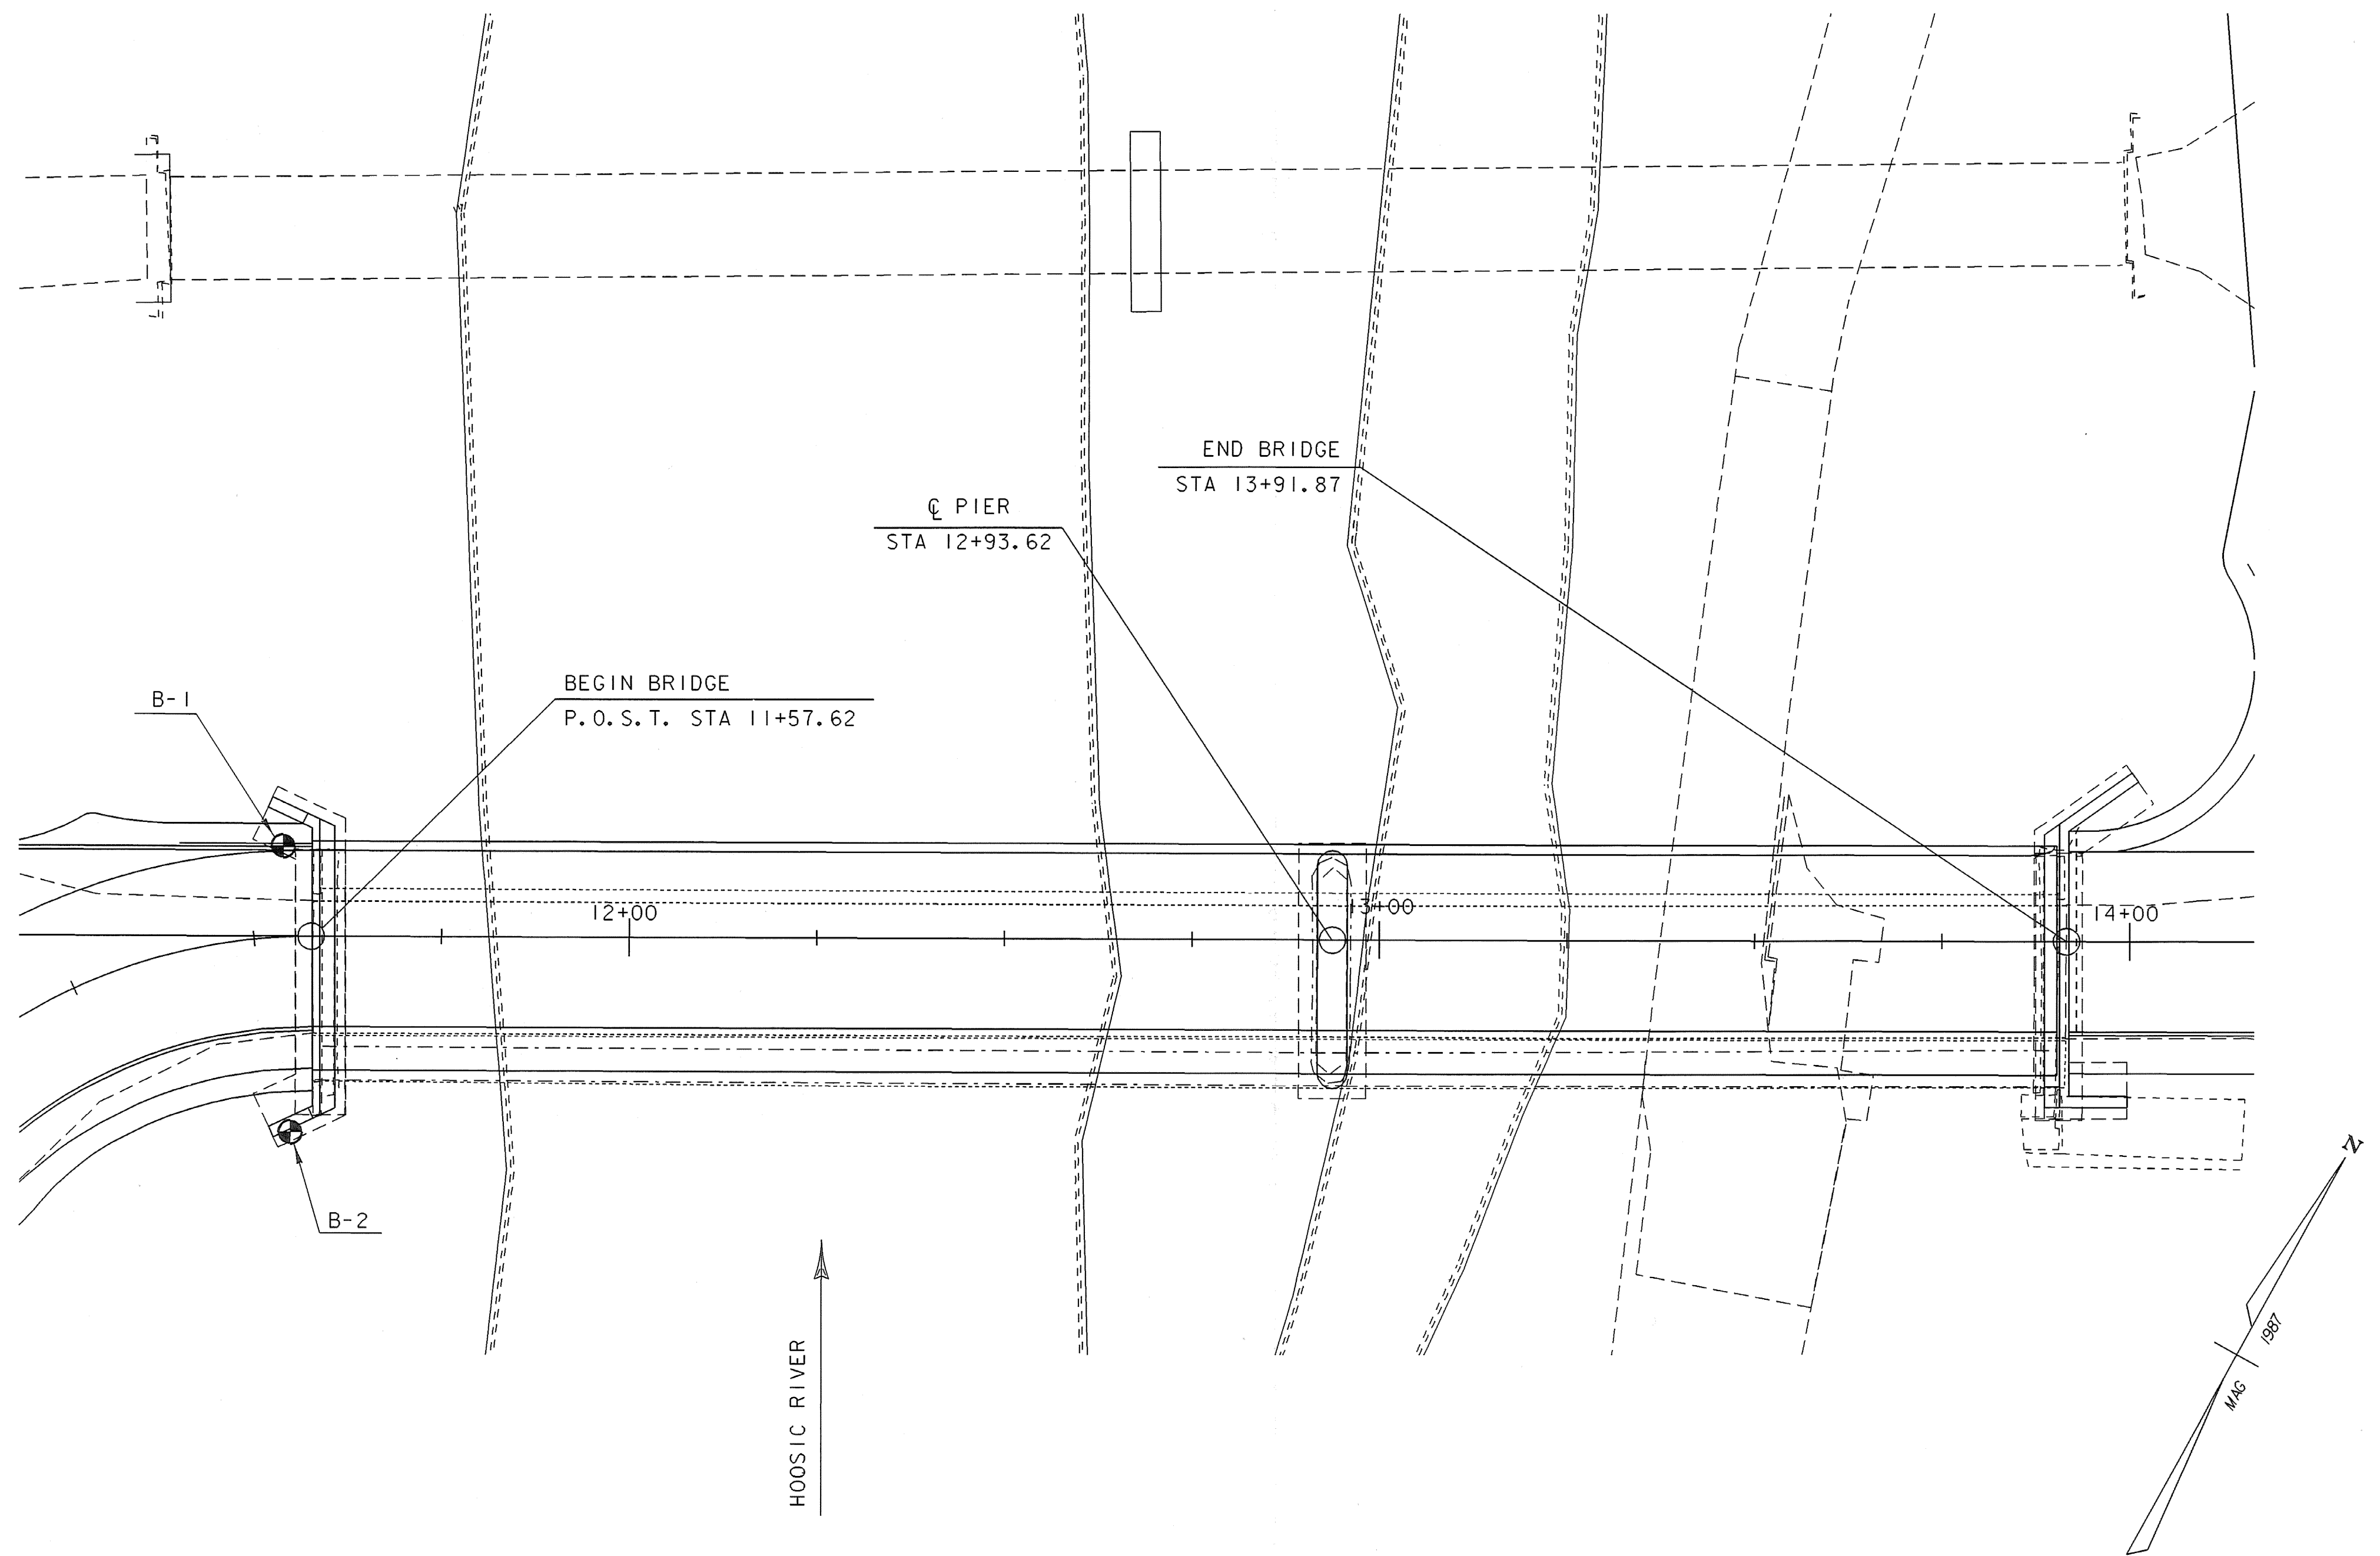 END BRIDGE
STA 13+91.87
℄ PIER
STA 12+93.62
BEGIN BRIDGE
P.O.S.T. STA 11+57.62
B-1
12+00
13+00
14+00
B-2
HOOSIC RIVER
N
1987
MAG